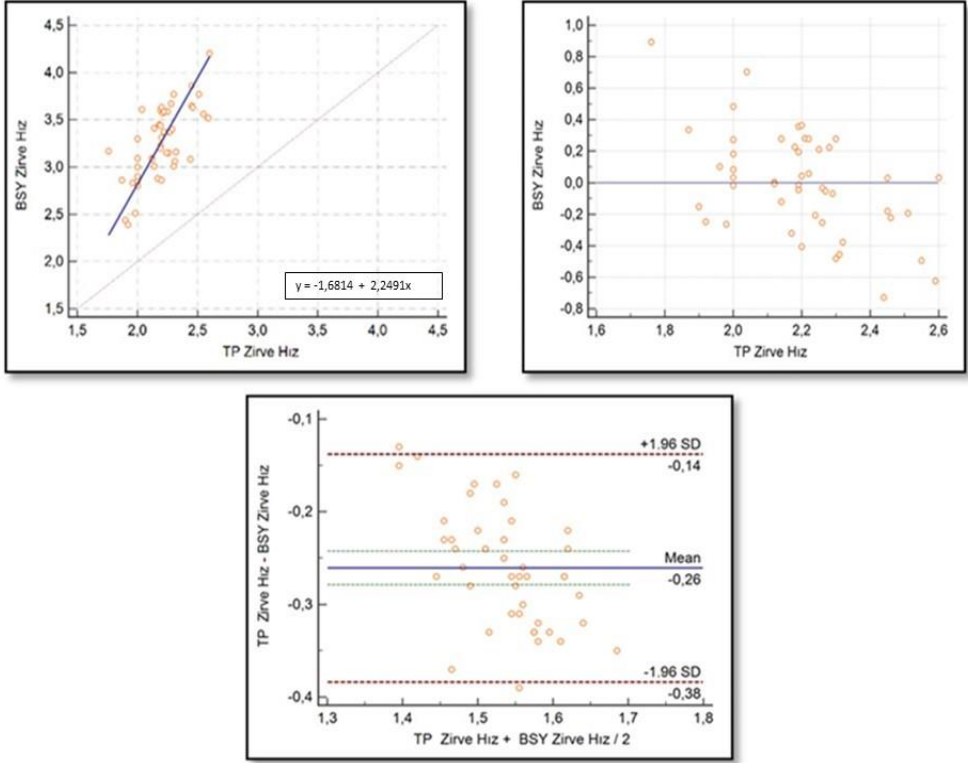 4,5
4,0
3,5
3,0
2,5
2,0
1,5
BSY Zirve Hız
y = -1,6814 + 2,2491x
1,5 2,0 2,5 3,0 3,5 4,0 4,5
TP Zirve Hız
1,0
0,8
0,6
0,4
0,2
0,0
-0,2
-0,4
-0,6
-0,8
BSY Zirve Hız
1,6 1,8 2,0 2,2 2,4 2,6
TP Zirve Hız
-0,1
-0,2
-0,3
-0,4
TP Zirve Hız - BSY Zirve Hız
+1.96 SD
-0,14
Mean
-0,26
-1.96 SD
-0,38
1,3 1,4 1,5 1,6 1,7 1,8
TP Zirve Hız + BSY Zirve Hız / 2